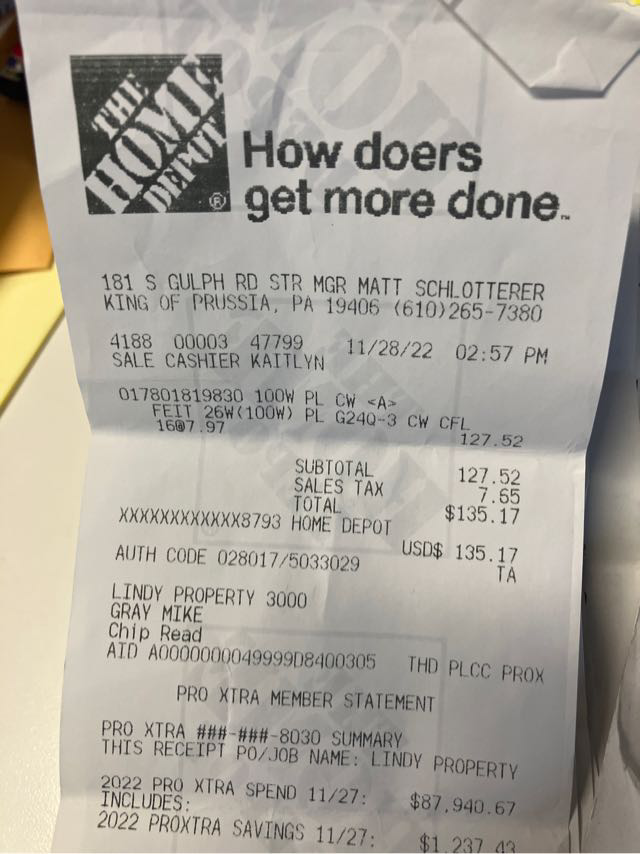 THE
HOME
DEPOT
®
How doers
get more done™
181 S GULPH RD STR MGR MATT SCHLOTTERER
KING OF PRUSSIA, PA 19406 (610)265-7380
4188 00003 47799 11/28/22 02:57 PM
SALE CASHIER KAITLYN
017801819830 100W PL CW <A>
FEIT 26W(100W) PL G24Q-3 CW CFL
16@7.97 127.52
SUBTOTAL 127.52
SALES TAX 7.65
TOTAL $135.17
XXXXXXXXXXXX8793 HOME DEPOT
USD$ 135.17
AUTH CODE 028017/5033029 TA
LINDY PROPERTY 3000
GRAY MIKE
Chip Read
AID A0000000049999D8400305 THD PLCC PROX
PRO XTRA MEMBER STATEMENT
PRO XTRA ###-###-8030 SUMMARY
THIS RECEIPT PO/JOB NAME: LINDY PROPERTY
2022 PRO XTRA SPEND 11/27: $87,940.67
INCLUDES:
2022 PROXTRA SAVINGS 11/27: $1,237.43